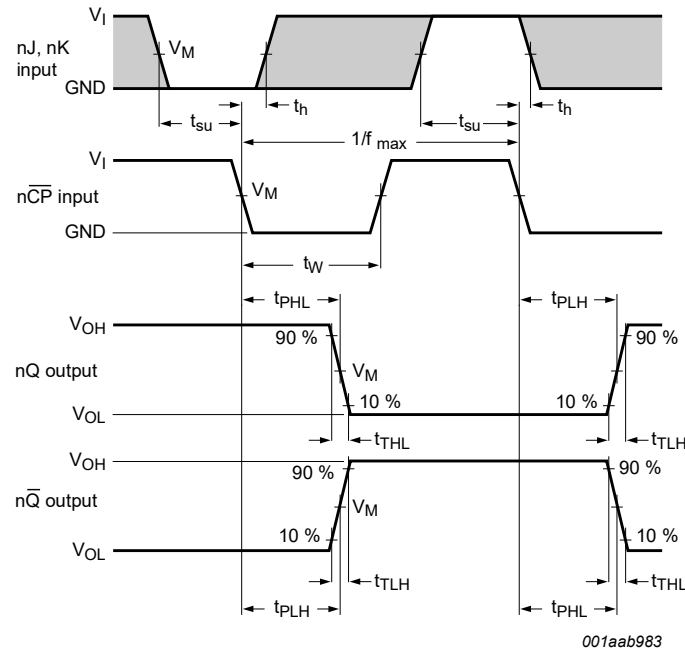 V_I
nJ, nK
input
V_M
GND
t_su
t_h
t_su
t_h
1/f max
V_I
nC̅P̅ input
V_M
GND
t_W
t_PHL
t_PLH
V_OH
90 %
90 %
nQ output
V_M
10 %
10 %
V_OL
t_THL
t_TLH
V_OH
90 %
90 %
nQ̅ output
V_M
10 %
10 %
V_OL
t_TLH
t_THL
t_PLH
t_PHL
001aab983